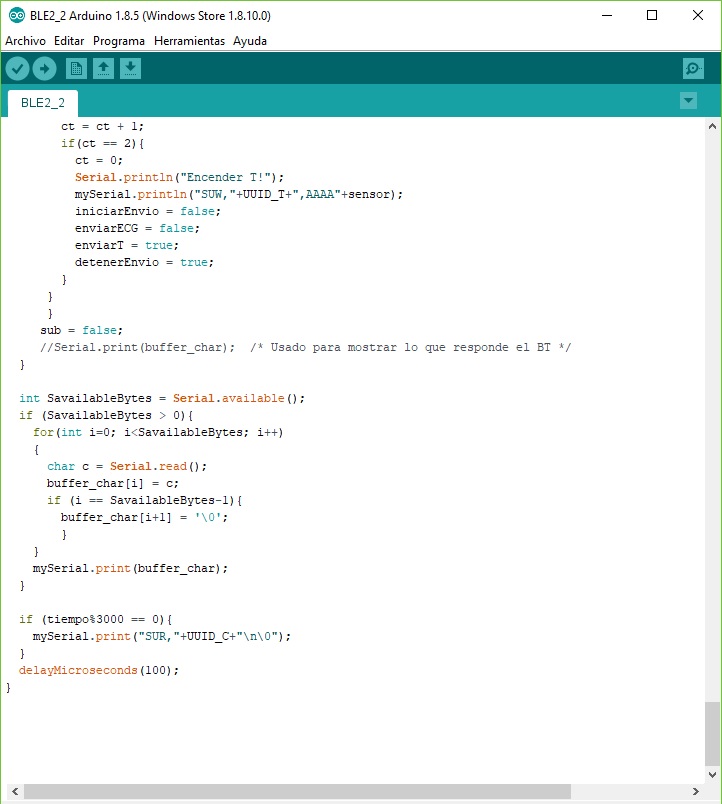 BLE2_2 Arduino 1.8.5 (Windows Store 1.8.10.0)
Archivo Editar Programa Herramientas Ayuda
BLE2_2
ct = ct + 1;
if(ct == 2){
ct = 0;
Serial.println("Encender T!");
mySerial.println("SUW,"+UUID_T+",AAAA"+sensor);
iniciarEnvio = false;
enviarECG = false;
enviarT = true;
detenerEnvio = true;
}
}
}
sub = false;
//Serial.print(buffer_char);  /* Usado para mostrar lo que responde el BT */
}
int SavailableBytes = Serial.available();
if (SavailableBytes > 0){
for(int i=0; i<SavailableBytes; i++)
{
char c = Serial.read();
buffer_char[i] = c;
if (i == SavailableBytes-1){
buffer_char[i+1] = '\0';
}
}
mySerial.print(buffer_char);
}
if (tiempo%3000 == 0){
mySerial.print("SUR,"+UUID_C+"\n\0");
}
delayMicroseconds(100);
}